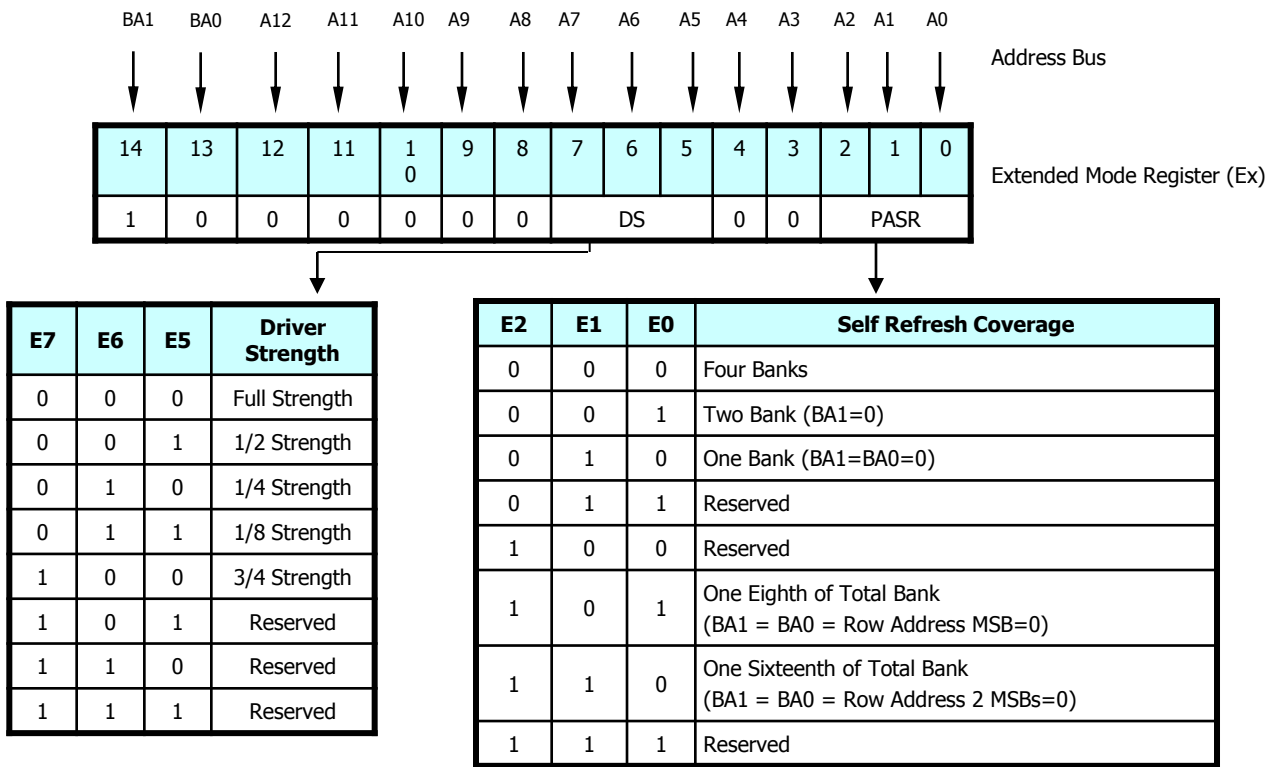 BA1 BA0 A12 A11 A10 A9 A8 A7 A6 A5 A4 A3 A2 A1 A0
Address Bus
14 13 12 11 10 9 8 7 6 5 4 3 2 1 0
Extended Mode Register (Ex)
1 0 0 0 0 0 0 DS 0 0 PASR
E7 E6 E5 Driver Strength
0 0 0 Full Strength
0 0 1 1/2 Strength
0 1 0 1/4 Strength
0 1 1 1/8 Strength
1 0 0 3/4 Strength
1 0 1 Reserved
1 1 0 Reserved
1 1 1 Reserved
E2 E1 E0 Self Refresh Coverage
0 0 0 Four Banks
0 0 1 Two Bank (BA1=0)
0 1 0 One Bank (BA1=BA0=0)
0 1 1 Reserved
1 0 0 Reserved
1 0 1 One Eighth of Total Bank
(BA1 = BA0 = Row Address MSB=0)
1 1 0 One Sixteenth of Total Bank
(BA1 = BA0 = Row Address 2 MSBs=0)
1 1 1 Reserved